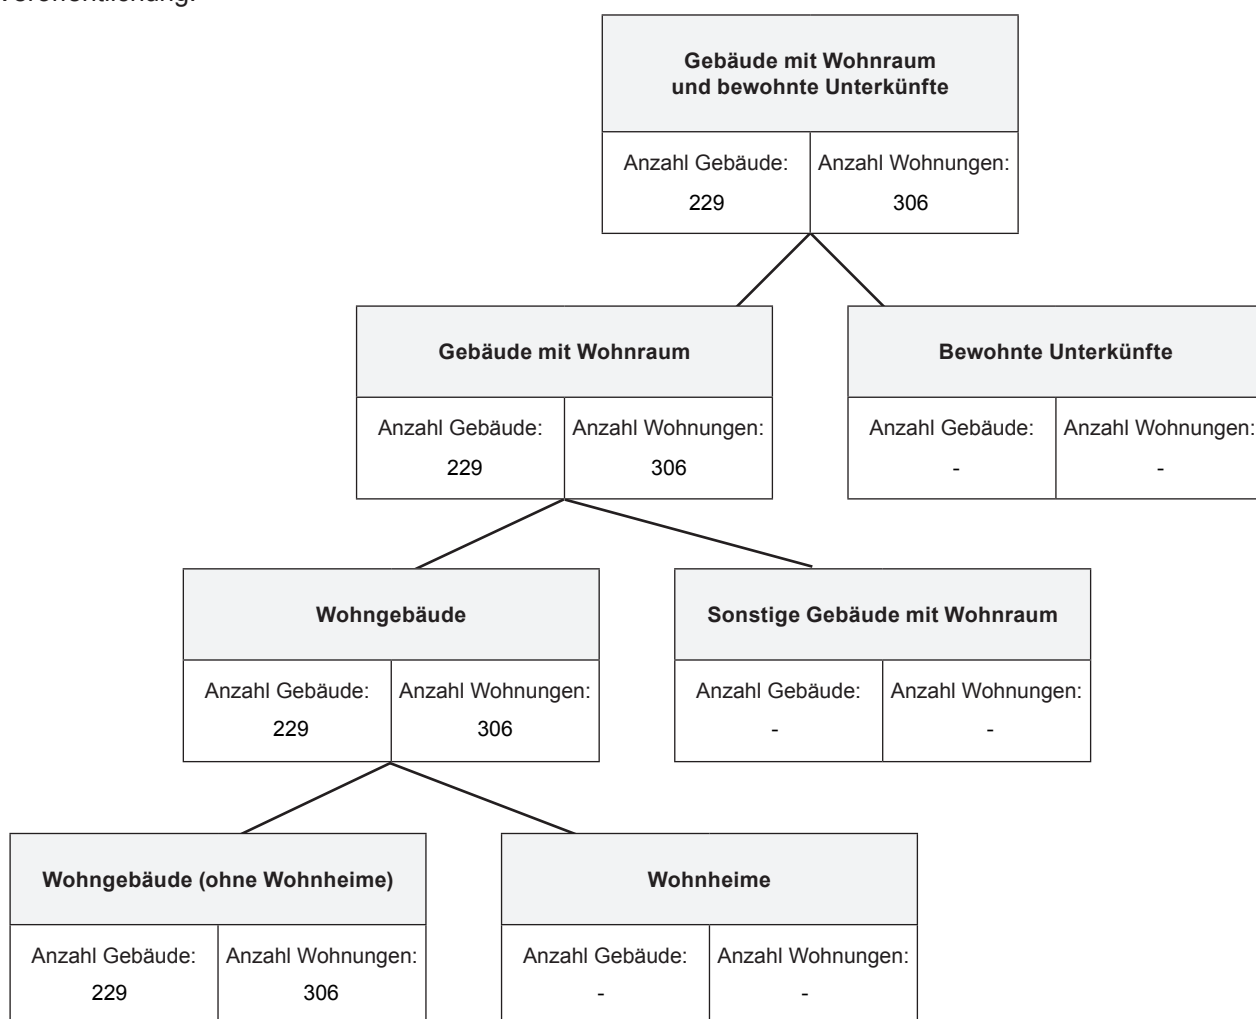 Veröffentlichung.
Gebäude mit Wohnraum
und bewohnte Unterkünfte
Anzahl Gebäude: Anzahl Wohnungen:
229 306
Gebäude mit Wohnraum Bewohnte Unterkünfte
Anzahl Gebäude: Anzahl Wohnungen: Anzahl Gebäude: Anzahl Wohnungen:
229 306 - -
Wohngebäude Sonstige Gebäude mit Wohnraum
Anzahl Gebäude: Anzahl Wohnungen: Anzahl Gebäude: Anzahl Wohnungen:
229 306 - -
Wohngebäude (ohne Wohnheime) Wohnheime
Anzahl Gebäude: Anzahl Wohnungen: Anzahl Gebäude: Anzahl Wohnungen:
229 306 - -